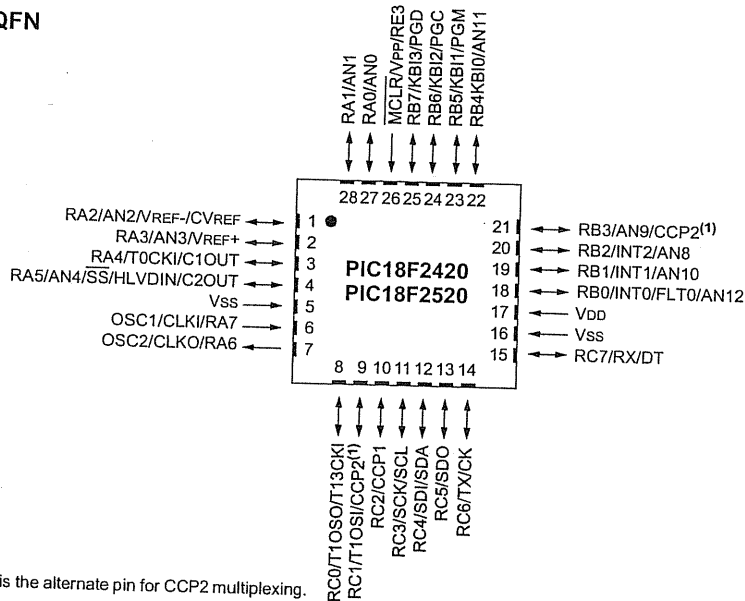 QFN
RA1/AN1
RA0/AN0
MCLR/VPP/RE3
RB7/KBI3/PGD
RB6/KBI2/PGC
RB5/KBI1/PGM
RB4KBI0/AN11
28 27 26 25 24 23 22
RA2/AN2/VREF-/CVREF 1
RA3/AN3/VREF+ 2
RA4/T0CKI/C1OUT 3
RA5/AN4/SS/HLVDIN/C2OUT 4
VSS 5
OSC1/CLKI/RA7 6
OSC2/CLKO/RA6 7
PIC18F2420
PIC18F2520
21 RB3/AN9/CCP2(1)
20 RB2/INT2/AN8
19 RB1/INT1/AN10
18 RB0/INT0/FLT0/AN12
17 VDD
16 VSS
15 RC7/RX/DT
8 9 10 11 12 13 14
RC0/T1OSO/T13CKI
RC1/T1OSI/CCP2(1)
RC2/CCP1
RC3/SCK/SCL
RC4/SDI/SDA
RC5/SDO
RC6/TX/CK
is the alternate pin for CCP2 multiplexing.